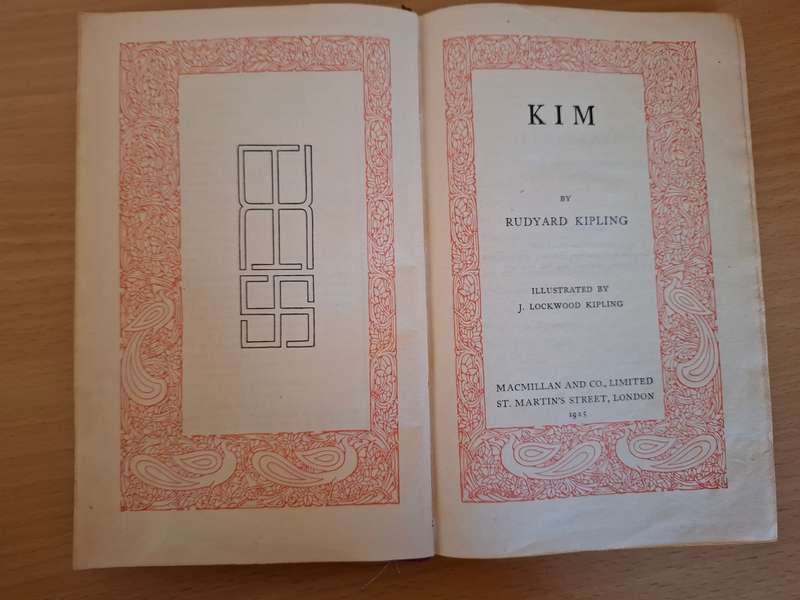 KIM
BY
RUDYARD KIPLING
ILLUSTRATED BY
J. LOCKWOOD KIPLING
MACMILLAN AND CO., LIMITED
ST. MARTIN'S STREET, LONDON
1925